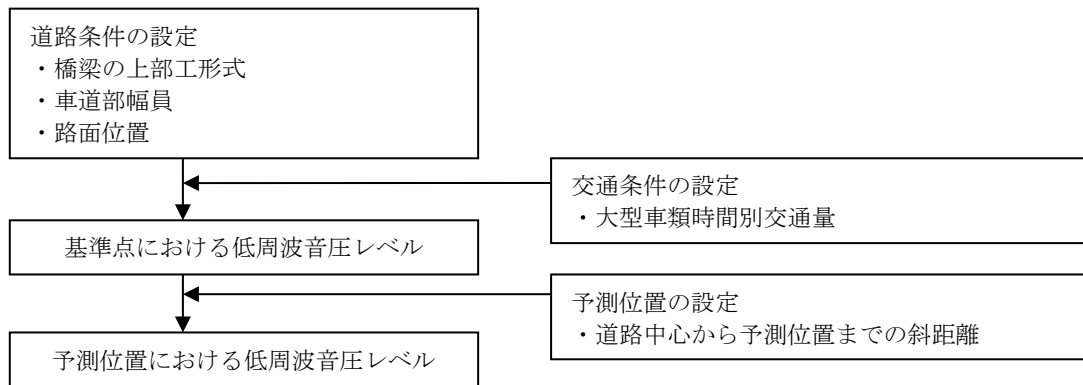 道路条件の設定
・橋梁の上部工形式
・車道部幅員
・路面位置
交通条件の設定
・大型車類時間別交通量
基準点における低周波音圧レベル
予測位置の設定
・道路中心から予測位置までの斜距離
予測位置における低周波音圧レベル